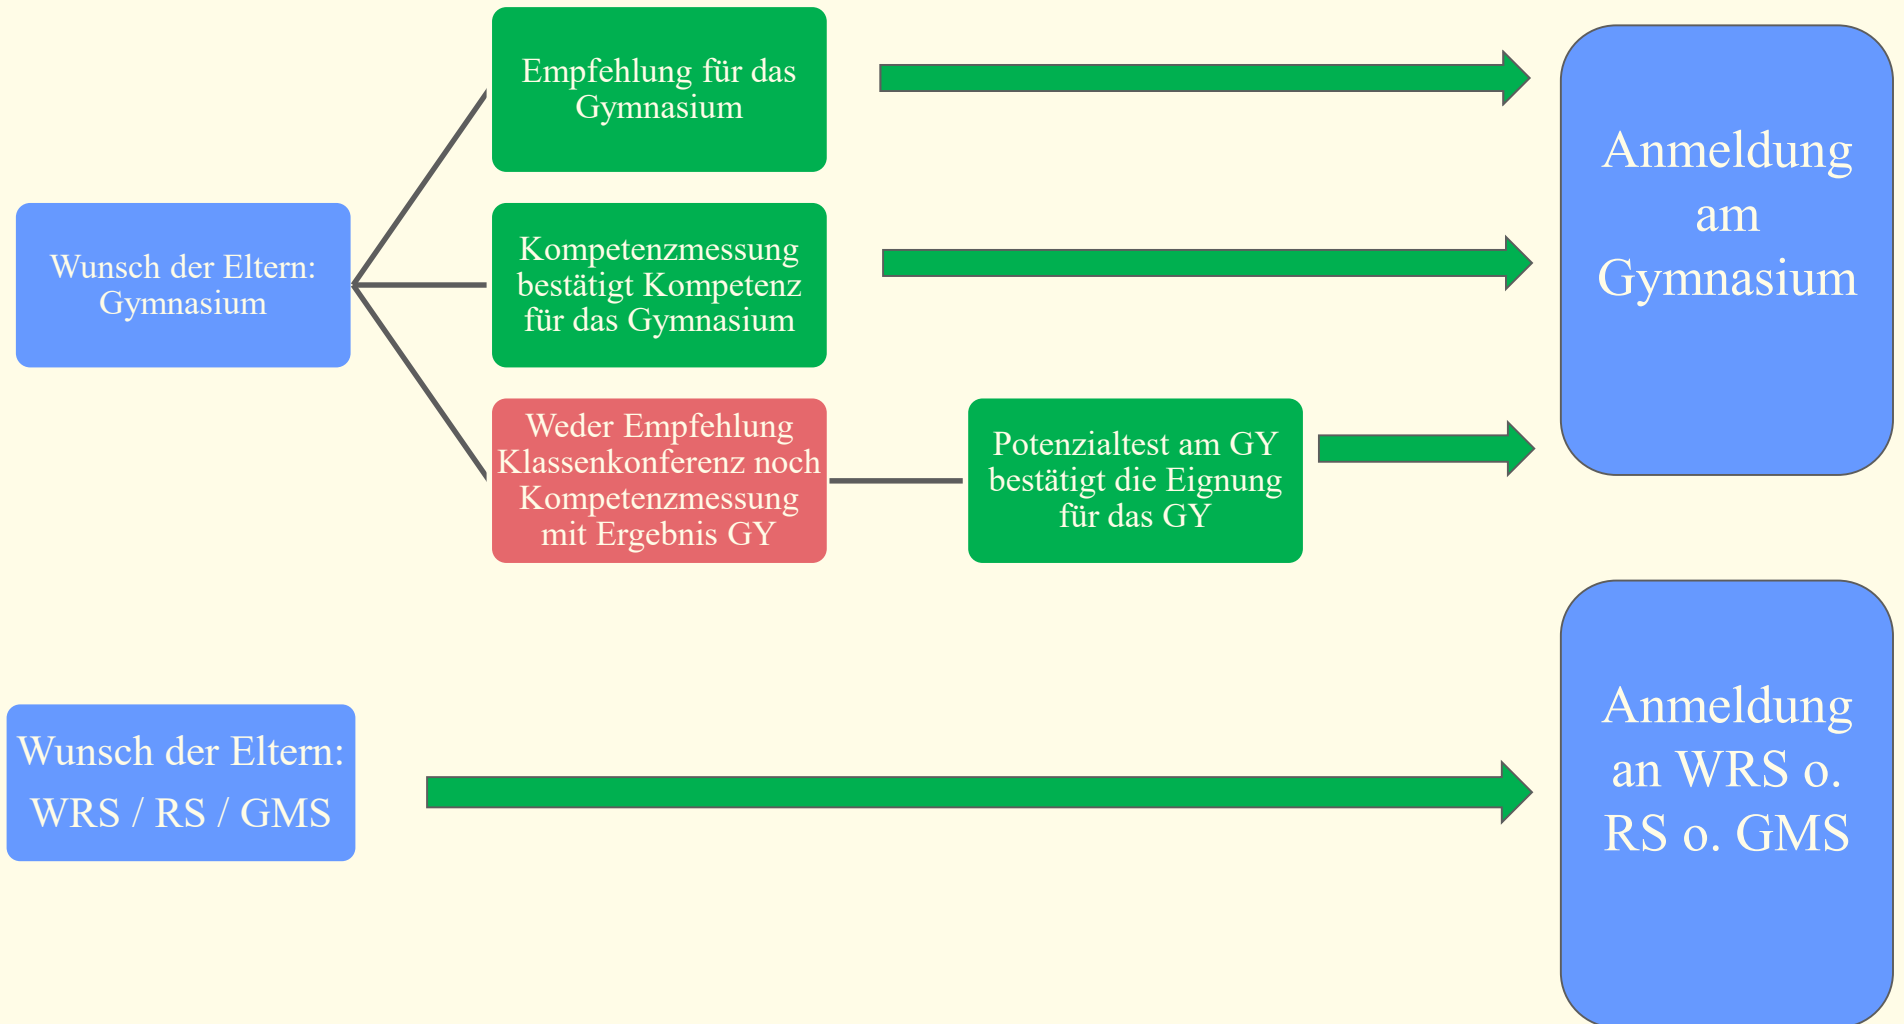 Empfehlung für das
Gymnasium
Wunsch der Eltern:
Gymnasium
Kompetenzmessung
bestätigt Kompetenz
für das Gymnasium
Weder Empfehlung
Klassenkonferenz noch
Kompetenzmessung
mit Ergebnis GY
Potenzialtest am GY
bestätigt die Eignung
für das GY
Anmeldung
am
Gymnasium
Wunsch der Eltern:
WRS / RS / GMS
Anmeldung
an WRS o.
RS o. GMS